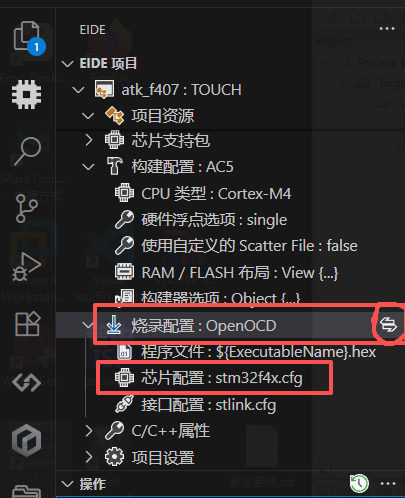 EIDE
EIDE 项目
atk_f407 : TOUCH
项目资源
芯片支持包
构建配置 : AC5
CPU 类型 : Cortex-M4
硬件浮点选项 : single
使用自定义的 Scatter File : false
RAM / FLASH 布局 : View {...}
构建器选项 : Object {...}
烧录配置 : OpenOCD
程序文件 : ${ExecutableName}.hex
芯片配置 : stm32f4x.cfg
接口配置 : stlink.cfg
C/C++属性
项目设置
操作
1